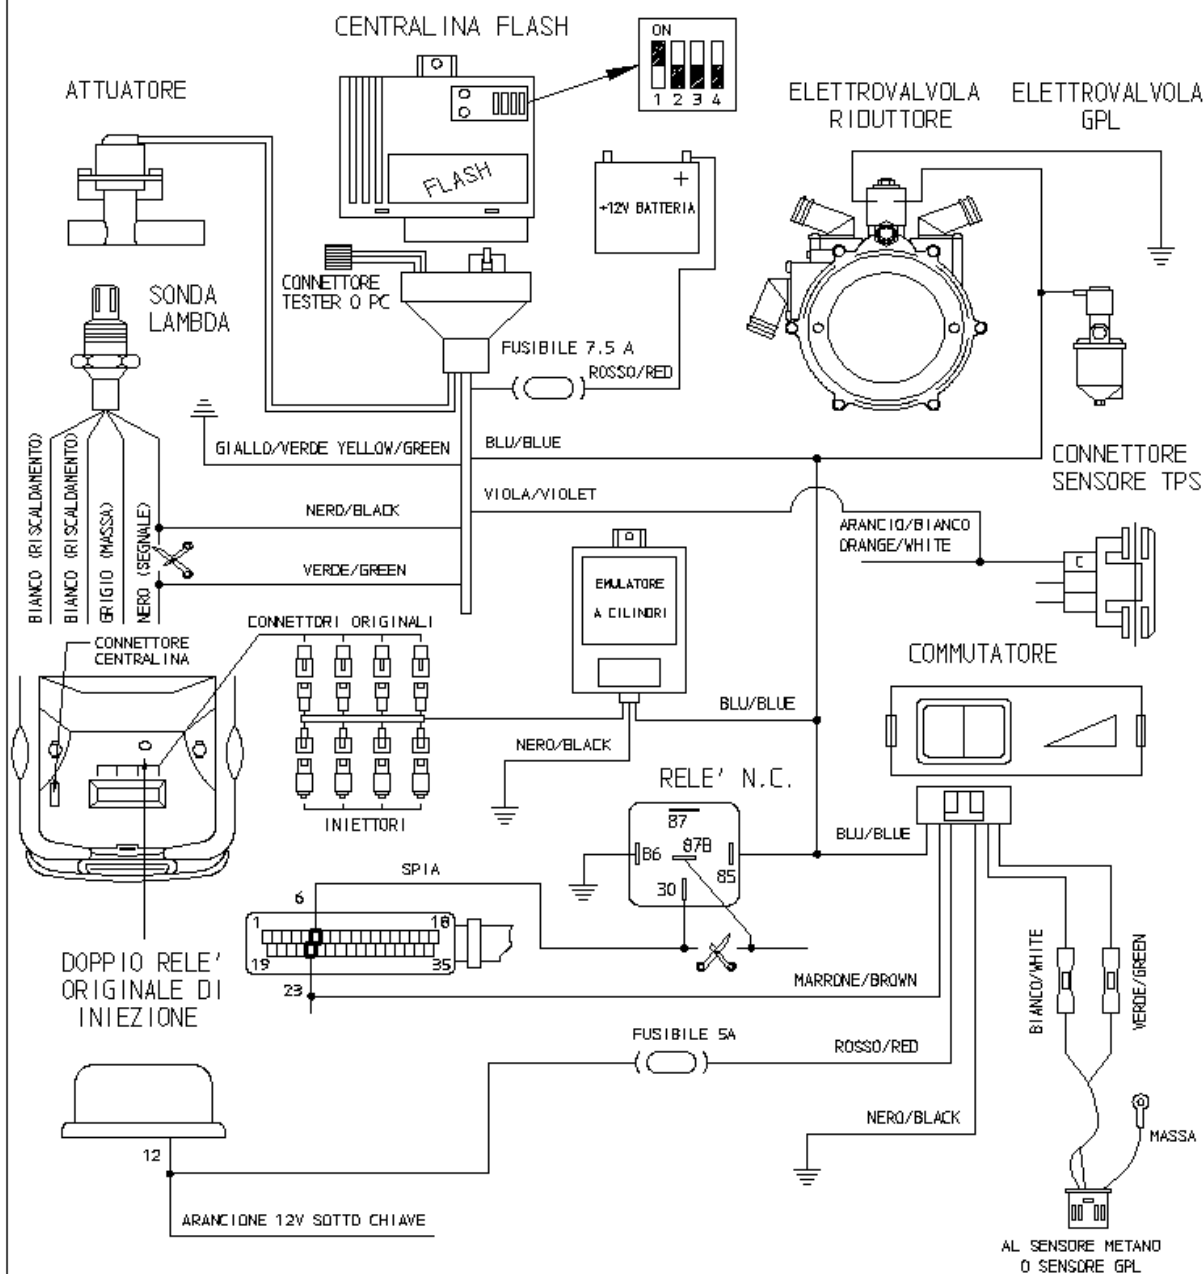 CENTRALINA FLASH
ON
1 2 3 4
ATTUATORE
ELETTROVALVOLA
RIDUTTORE
ELETTROVALVOLA
GPL
FLASH
+
+12V BATTERIA
CONNETTORE
TESTER O PC
SONDA
LAMBDA
FUSIBILE 7.5 A
ROSSO/RED
GIALLO/VERDE YELLOW/GREEN
BLU/BLUE
CONNETTORE
SENSORE TPS
VIOLA/VIOLET
NERO/BLACK
ARANCIO/BIANCO
ORANGE/WHITE
C
BIANCO (RISCALDAMENTO)
BIANCO (RISCALDAMENTO)
GRIGIO (MASSA)
NERO (SEGNALE)
VERDE/GREEN
EMULATORE
A CILINDRI
CONNETTORI ORIGINALI
CONNETTORE
CENTRALINA
COMMUTATORE
BLU/BLUE
NERO/BLACK
RELE' N.C.
INIETTORI
87
86
87B
85
30
BLU/BLUE
SPIA
6
1
18
19
35
23
DOPPIO RELE'
ORIGINALE DI
INIEZIONE
MARRONE/BROWN
BIANCO/WHITE
VERDE/GREEN
FUSIBILE 5A
ROSSO/RED
NERO/BLACK
MASSA
12
ARANCIONE 12V SOTTO CHIAVE
AL SENSORE METANO
O SENSORE GPL